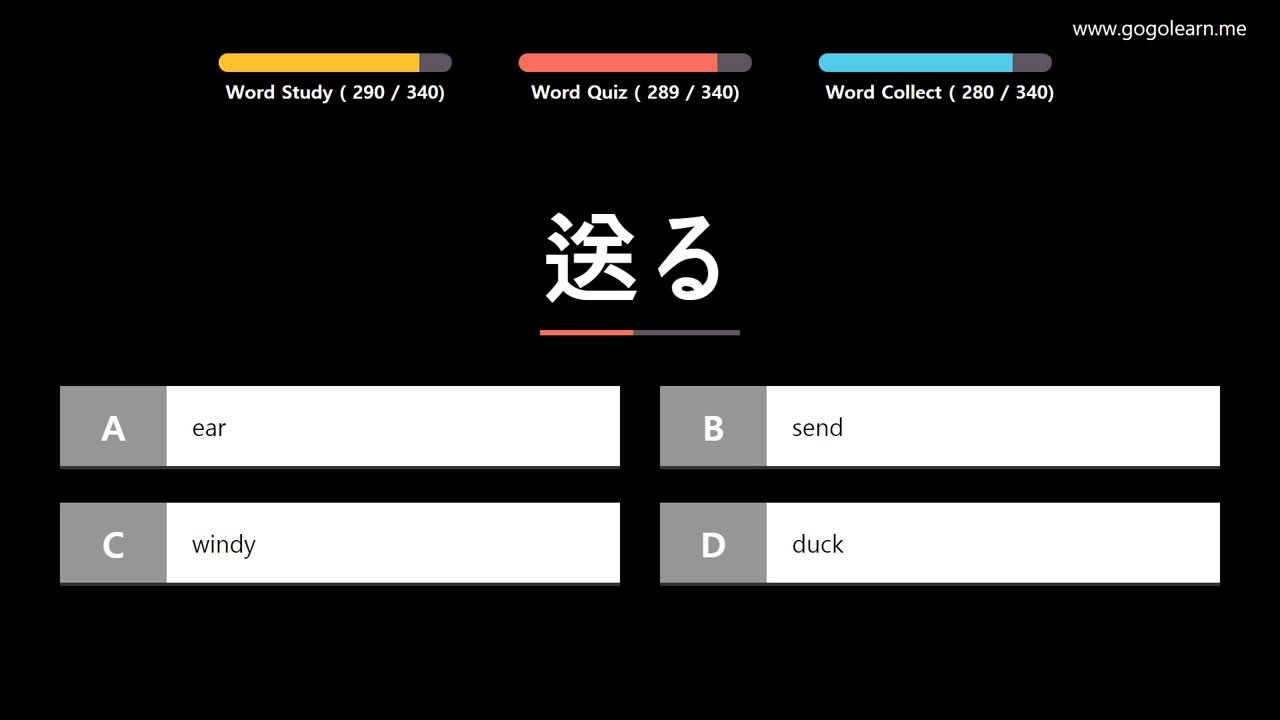 www.gogolearn.me
Word Study ( 290 / 340)
Word Quiz ( 289 / 340)
Word Collect ( 280 / 340)
送る
A
ear
B
send
C
windy
D
duck